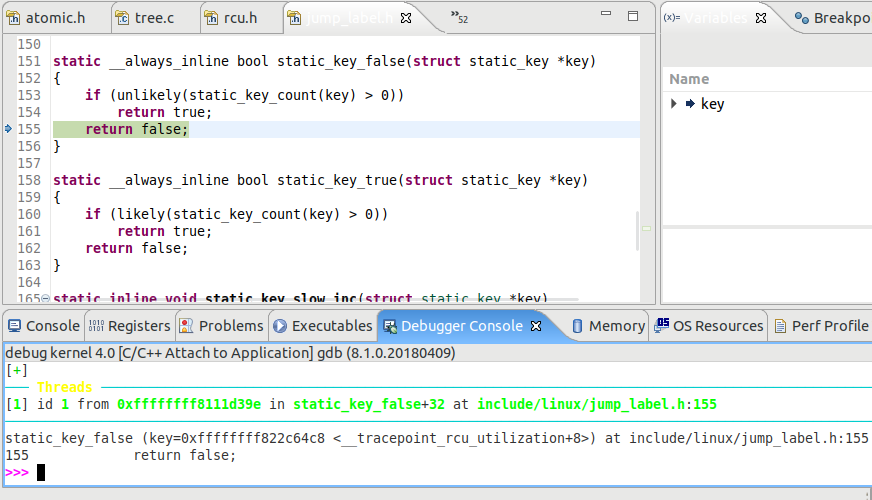 atomic.h tree.c rcu.h jump_label.h »52
(x)= Variables Breakpo
150
151 static __always_inline bool static_key_false(struct static_key *key)
152 {
153     if (unlikely(static_key_count(key) > 0))
154         return true;
155     return false;
156 }
157
158 static __always_inline bool static_key_true(struct static_key *key)
159 {
160     if (likely(static_key_count(key) > 0))
161         return true;
162     return false;
163 }
164
165 static inline void static_key_slow_inc(struct static_key *key)
Name
key
Console Registers Problems Executables Debugger Console Memory OS Resources Perf Profile
debug kernel 4.0 [C/C++ Attach to Application] gdb (8.1.0.20180409)
[+]
Threads
[1] id 1 from 0xffffffff8111d39e in static_key_false+32 at include/linux/jump_label.h:155
static_key_false (key=0xffffffff822c64c8 <__tracepoint_rcu_utilization+8>) at include/linux/jump_label.h:155
155             return false;
>>>